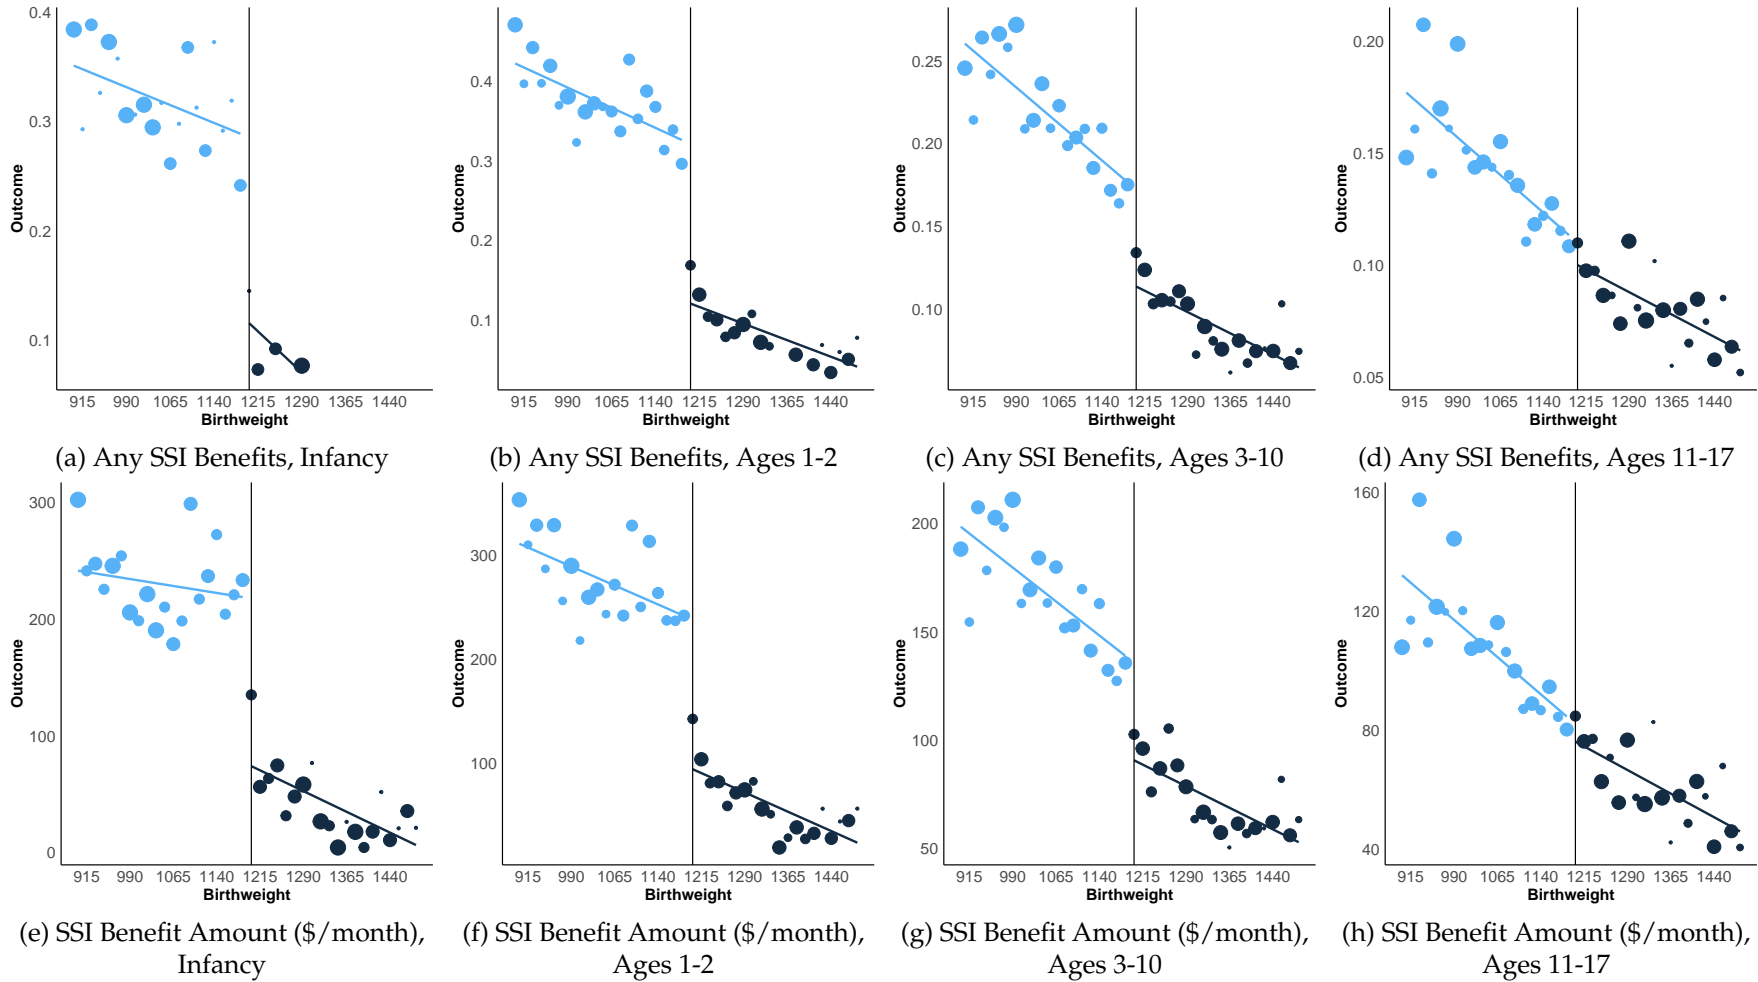 0.4
0.3
0.2
0.1
Outcome
915 990 1065 1140 1215 1290 1365 1440
Birthweight
(a) Any SSI Benefits, Infancy
0.4
0.3
0.2
0.1
Outcome
915 990 1065 1140 1215 1290 1365 1440
Birthweight
(b) Any SSI Benefits, Ages 1-2
0.25
0.20
0.15
0.10
Outcome
915 990 1065 1140 1215 1290 1365 1440
Birthweight
(c) Any SSI Benefits, Ages 3-10
0.20
0.15
0.10
0.05
Outcome
915 990 1065 1140 1215 1290 1365 1440
Birthweight
(d) Any SSI Benefits, Ages 11-17
300
200
100
0
Outcome
915 990 1065 1140 1215 1290 1365 1440
Birthweight
(e) SSI Benefit Amount ($/month),
Infancy
300
200
100
Outcome
915 990 1065 1140 1215 1290 1365 1440
Birthweight
(f) SSI Benefit Amount ($/month),
Ages 1-2
200
150
100
50
Outcome
915 990 1065 1140 1215 1290 1365 1440
Birthweight
(g) SSI Benefit Amount ($/month),
Ages 3-10
160
120
80
40
Outcome
915 990 1065 1140 1215 1290 1365 1440
Birthweight
(h) SSI Benefit Amount ($/month),
Ages 11-17